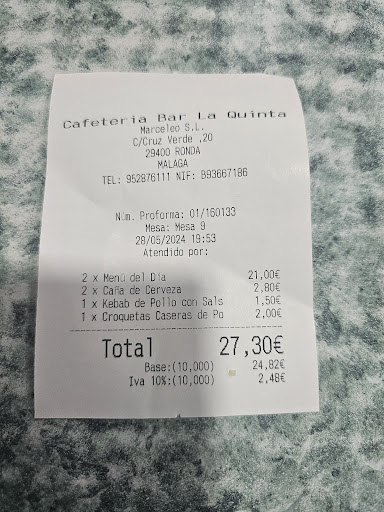 Cafeteria Bar La Quinta
Marceleo S.L.
C/Cruz Verde ,20
29400 RONDA
MALAGA
TEL: 952876111 NIF: B93667186
Núm. Proforma: 01/160133
Mesa: Mesa 9
28/05/2024 19:53
Atendido por:
2 x Menú del Día 21,00€
2 x Caña de Cerveza 2,80€
1 x Kebab de Pollo con Sals 1,50€
1 x Croquetas Caseras de Po 2,00€
Total 27,30€
Base:(10,000) 24,82€
Iva 10%:(10,000) 2,48€